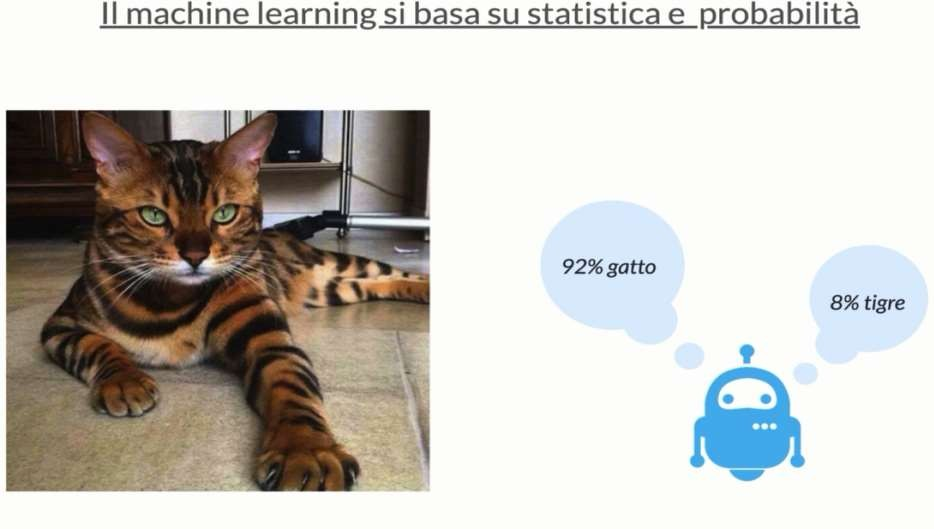 Il machine learning si basa su statistica e probabilità
92% gatto
8% tigre